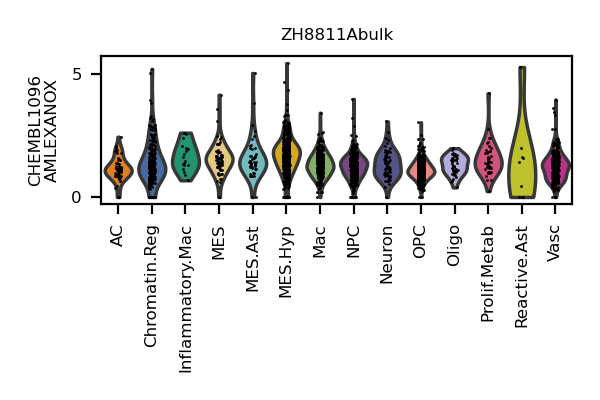 ZH8811Abulk
CHEMBL1096
AMLEXANOX
5
0
AC
Chromatin.Reg
Inflammatory.Mac
MES
MES.Ast
MES.Hyp
Mac
NPC
Neuron
OPC
Oligo
Prolif.Metab
Reactive.Ast
Vasc